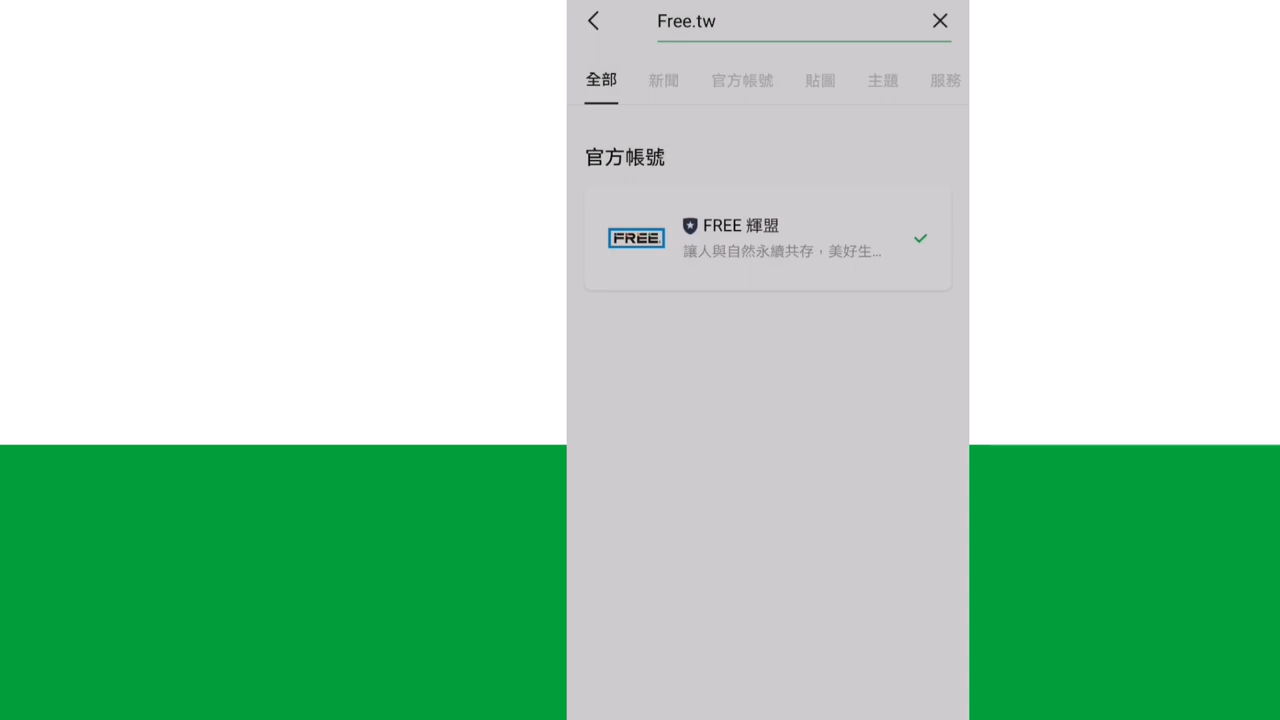 Free.tw
全部 新聞 官方帳號 貼圖 主題 服務
官方帳號
FREE
FREE 輝盟
讓人與自然永續共存，美好生...